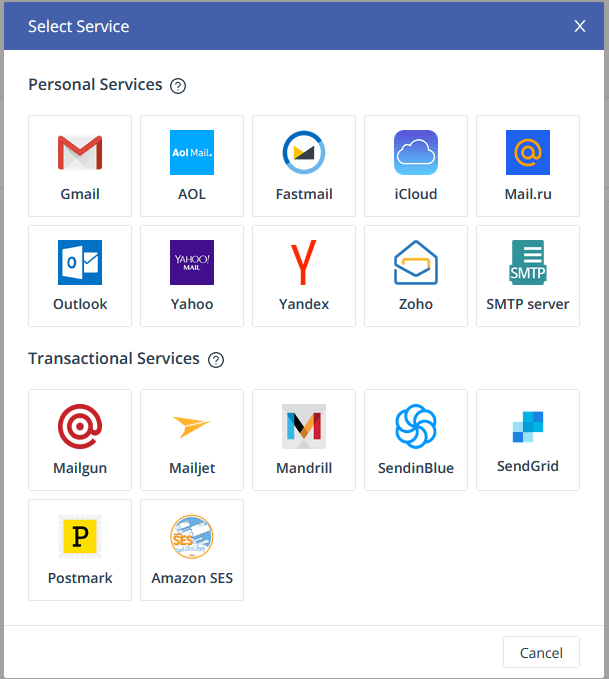 Select Service X
Personal Services ?
Aol Mail.
Gmail AOL Fastmail iCloud Mail.ru
YAHOO!
MAIL
SMTP
Outlook Yahoo Yandex Zoho SMTP server
Transactional Services ?
Mailgun Mailjet Mandrill SendinBlue SendGrid
P
SES
Postmark Amazon SES
Cancel